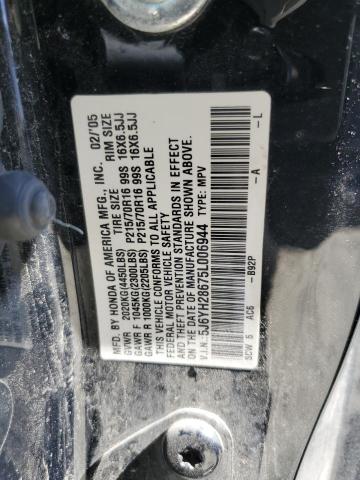 MFD. BY HONDA OF AMERICA MFG., INC. 02/'05
TIRE SIZE RIM SIZE
GVWR 2020KG(4450LBS)
GAWR F 1045KG(2300LBS) P215/70R16 99S 16X6.5JJ
GAWR R 1000KG(2205LBS) P215/70R16 99S 16X6.5JJ
THIS VEHICLE CONFORMS TO ALL APPLICABLE
FEDERAL MOTOR VEHICLE SAFETY
AND THEFT PREVENTION STANDARDS IN EFFECT
ON THE DATE OF MANUFACTURE SHOWN ABOVE.
V.I.N. 5J6YH28675L006944 TYPE: MPV
SCW 5 AC6 -B92P -A -L